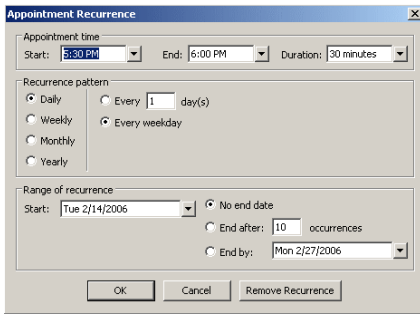 Appointment Recurrence
Appointment time
Start: 5:30 PM End: 6:00 PM Duration: 30 minutes
Recurrence pattern
Daily Every 1 day(s)
Weekly Every weekday
Monthly
Yearly
Range of recurrence
Start: Tue 2/14/2006 No end date
End after: 10 occurrences
End by: Mon 2/27/2006
OK Cancel Remove Recurrence